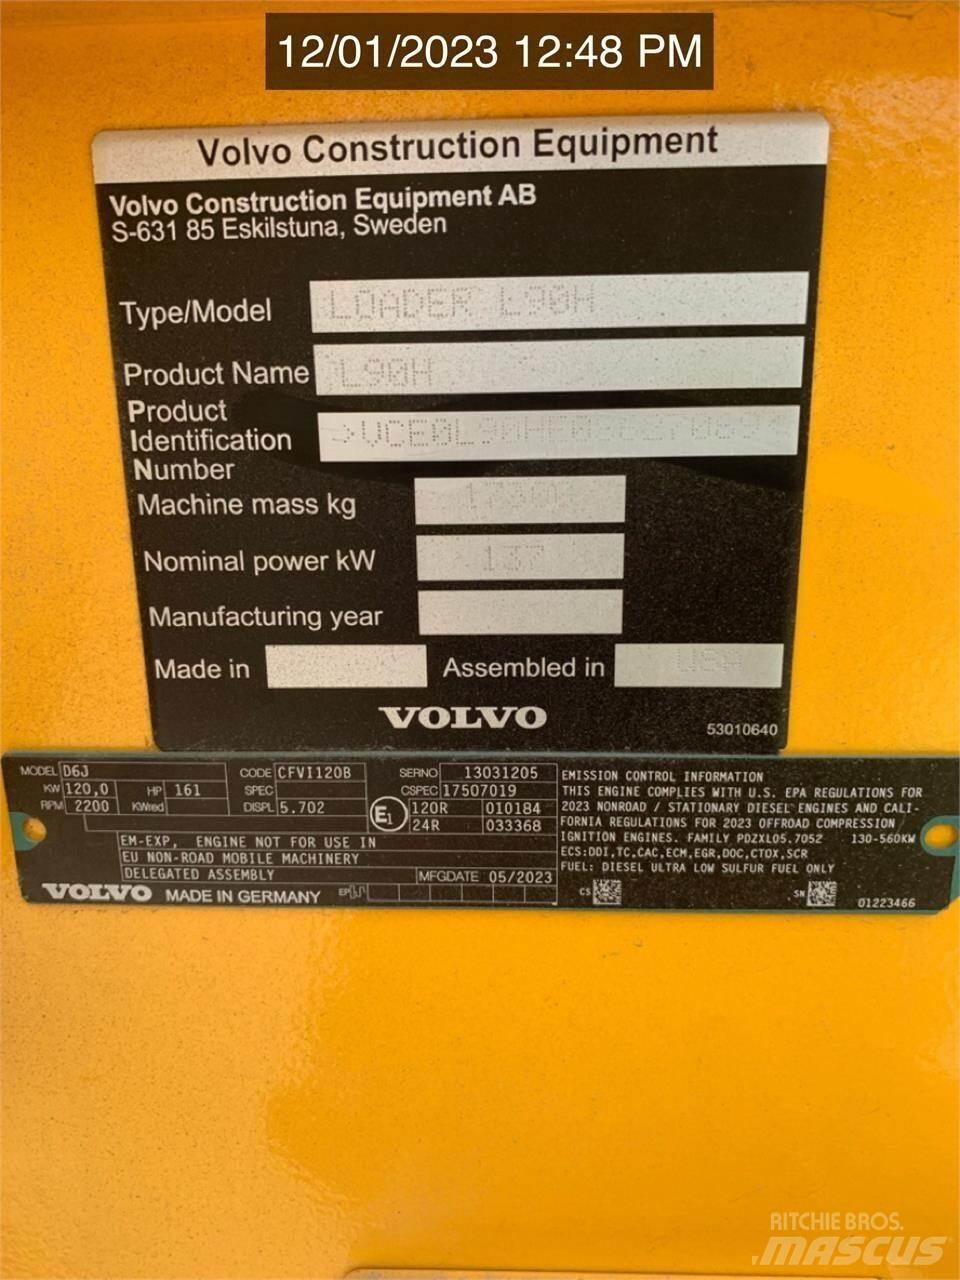 12/01/2023 12:48 PM
Volvo Construction Equipment
Volvo Construction Equipment AB
S-631 85 Eskilstuna, Sweden
Type/Model LOADER L90H
Product Name L90H
Product
Identification
Number
Machine mass kg
Nominal power kW 137
Manufacturing year
Made in Assembled in USA
VOLVO
53010640
MODEL D6J CODE CFVI120B SERNO 13031205
KW 120,0 HP 161 SPEC CSPEC 17507019
RPM 2200 KWred DISPL 5.702 E1 120R 010184
24R 033368
EM-EXP, ENGINE NOT FOR USE IN
EU NON-ROAD MOBILE MACHINERY
DELEGATED ASSEMBLY MFGDATE 05/2023
VOLVO MADE IN GERMANY EP
EMISSION CONTROL INFORMATION
THIS ENGINE COMPLIES WITH U.S. EPA REGULATIONS FOR
2023 NONROAD / STATIONARY DIESEL ENGINES AND CALI-
FORNIA REGULATIONS FOR 2023 OFFROAD COMPRESSION
IGNITION ENGINES. FAMILY PDZXL05.7052 130-560KW
ECS:DDI,TC,CAC,ECM,EGR,DOC,CTOX,SCR
FUEL: DIESEL ULTRA LOW SULFUR FUEL ONLY
CS SN 01223466
RITCHIE BROS.
MASCUS